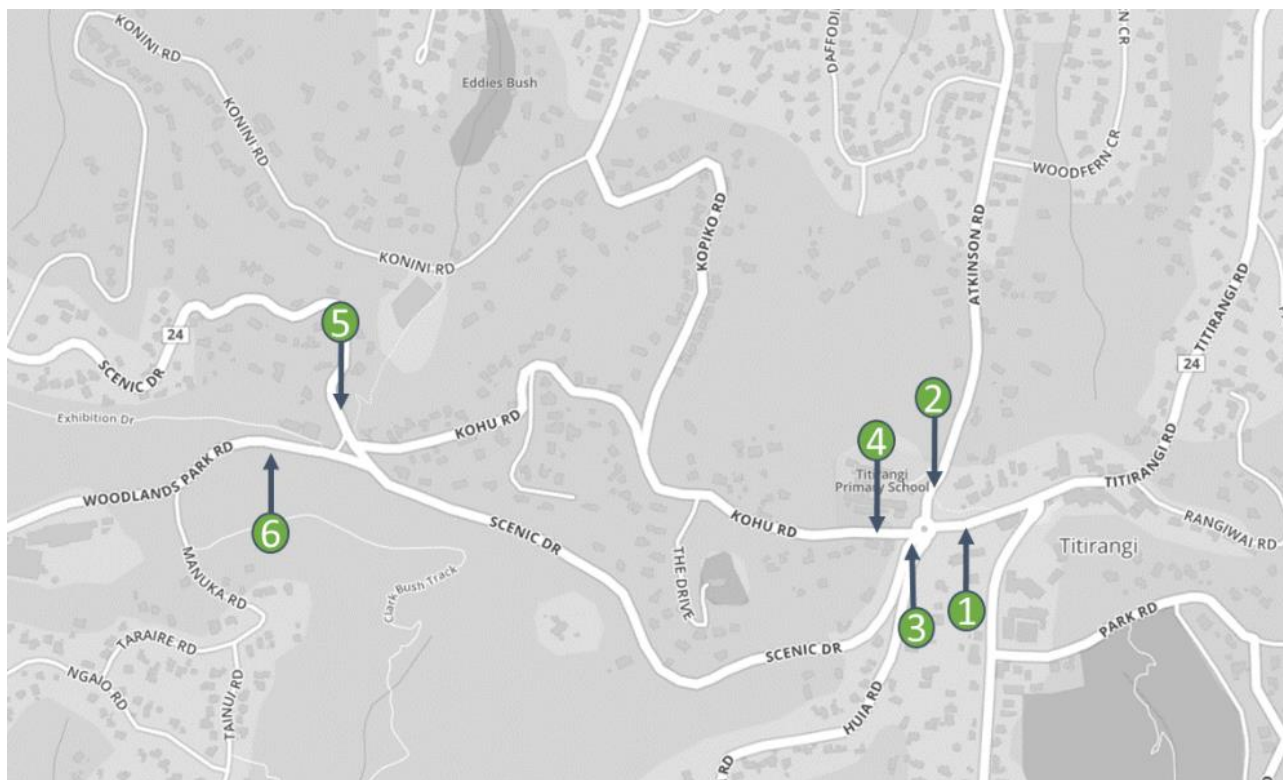 KONINI RD
Eddies Bush
DAFFODI
N CR
KONINI RD
WOODFERN CR
KONINI RD
KOPIKO RD
ATKINSON RD
TITIRANGI RD
24
5
24
SCENIC DR
2
Exhibition Dr
KOHU RD
4
WOODLANDS PARK RD
Titirangi
Primary School
TITIRANGI RD
6
SCENIC DR
KOHU RD
RANGIWAI RD
Titirangi
MANUKA RD
Clark Bush Track
THE DRIVE
3
1
PARK RD
TARAIRE RD
SCENIC DR
NGAIO RD
TAINUI RD
HUIA RD
RD